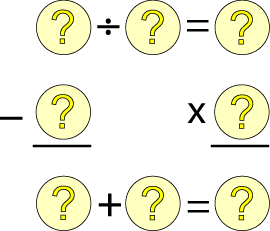 ? ÷ ? = ?
− ? x ?
? + ? = ?